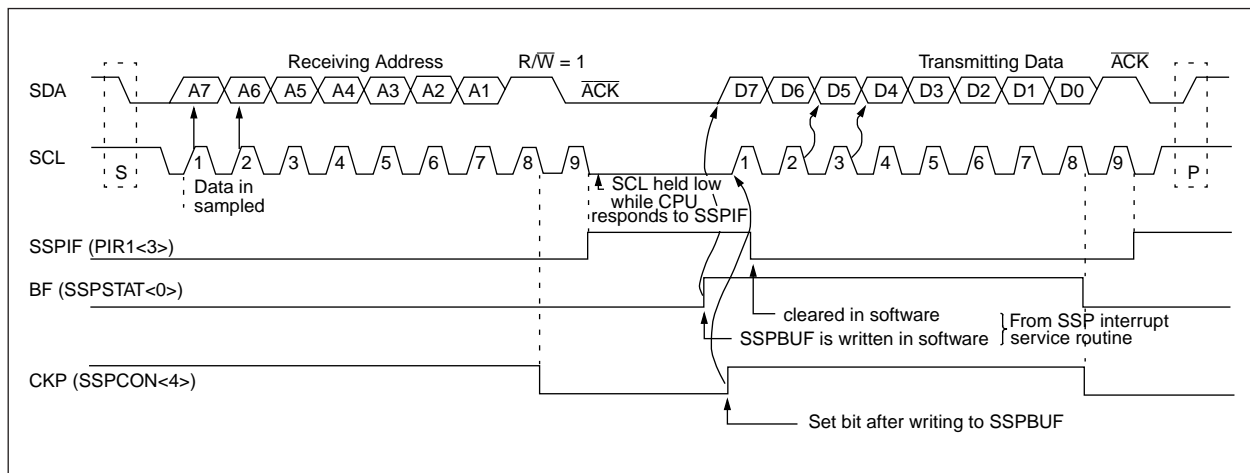 Receiving Address R/W = 1 Transmitting Data ACK
SDA A7 A6 A5 A4 A3 A2 A1 ACK D7 D6 D5 D4 D3 D2 D1 D0
SCL S 1 2 3 4 5 6 7 8 9 1 2 3 4 5 6 7 8 9 P
Data in
sampled
SCL held low
while CPU
responds to SSPIF
SSPIF (PIR1<3>)
BF (SSPSTAT<0>)
cleared in software
SSPBUF is written in software
From SSP interrupt
service routine
CKP (SSPCON<4>)
Set bit after writing to SSPBUF